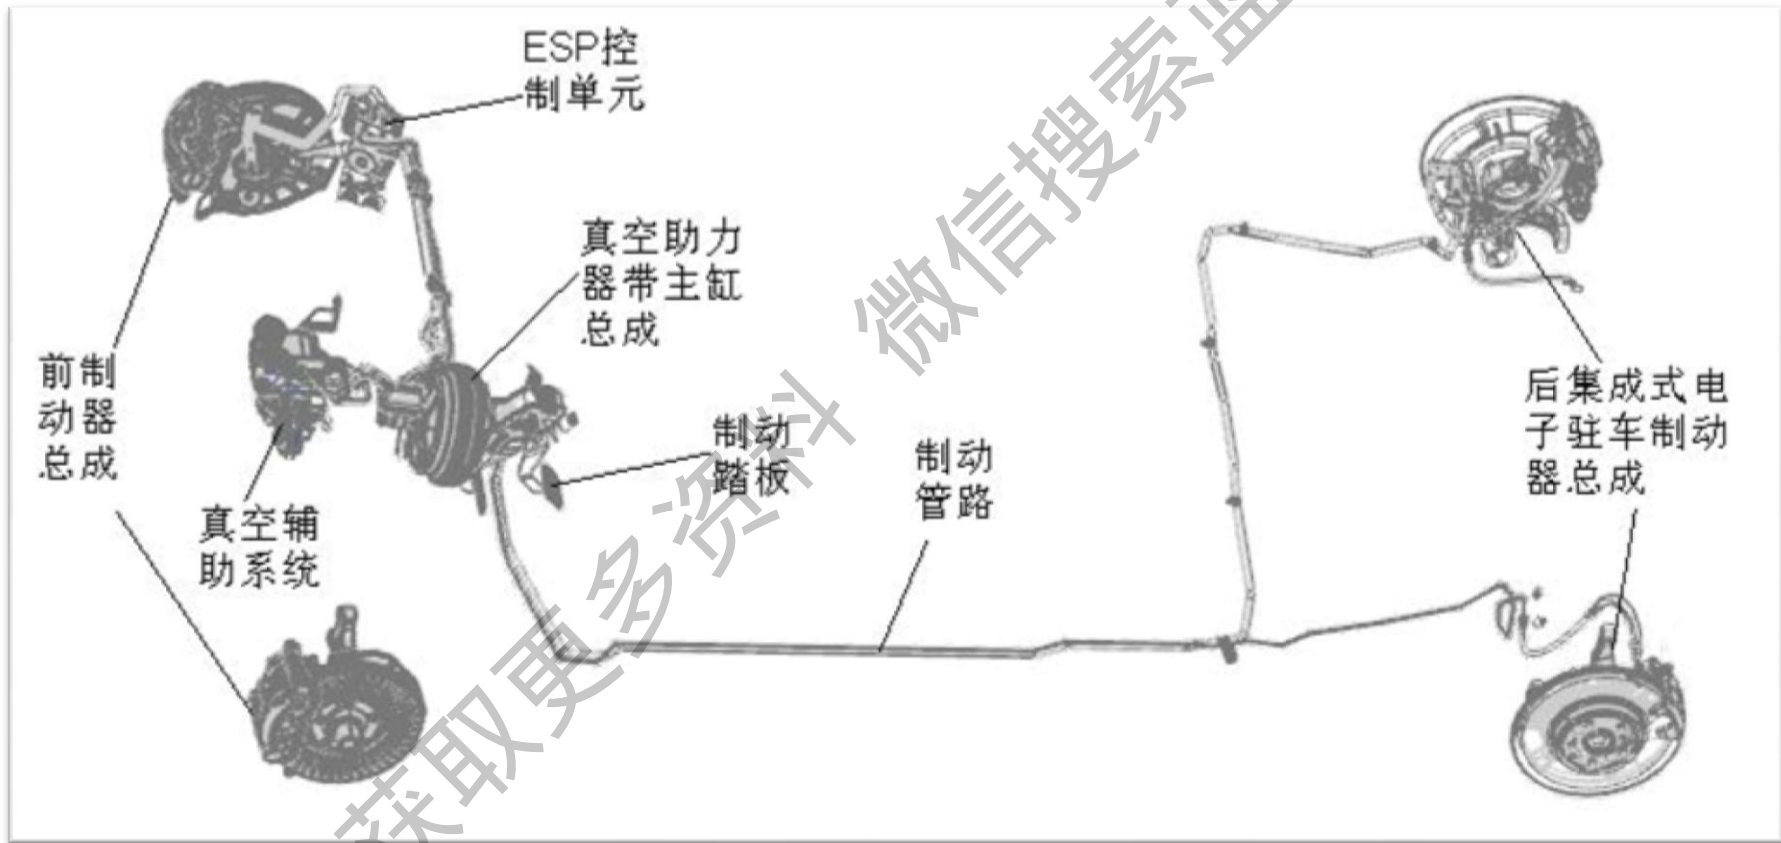 ESP控
制单元
真空助力
器带主缸
总成
前制
动器
总成
后集成式电
子驻车制动
器总成
制动
踏板
制动
管路
真空辅
助系统
获取更多资料 微信搜索蓝